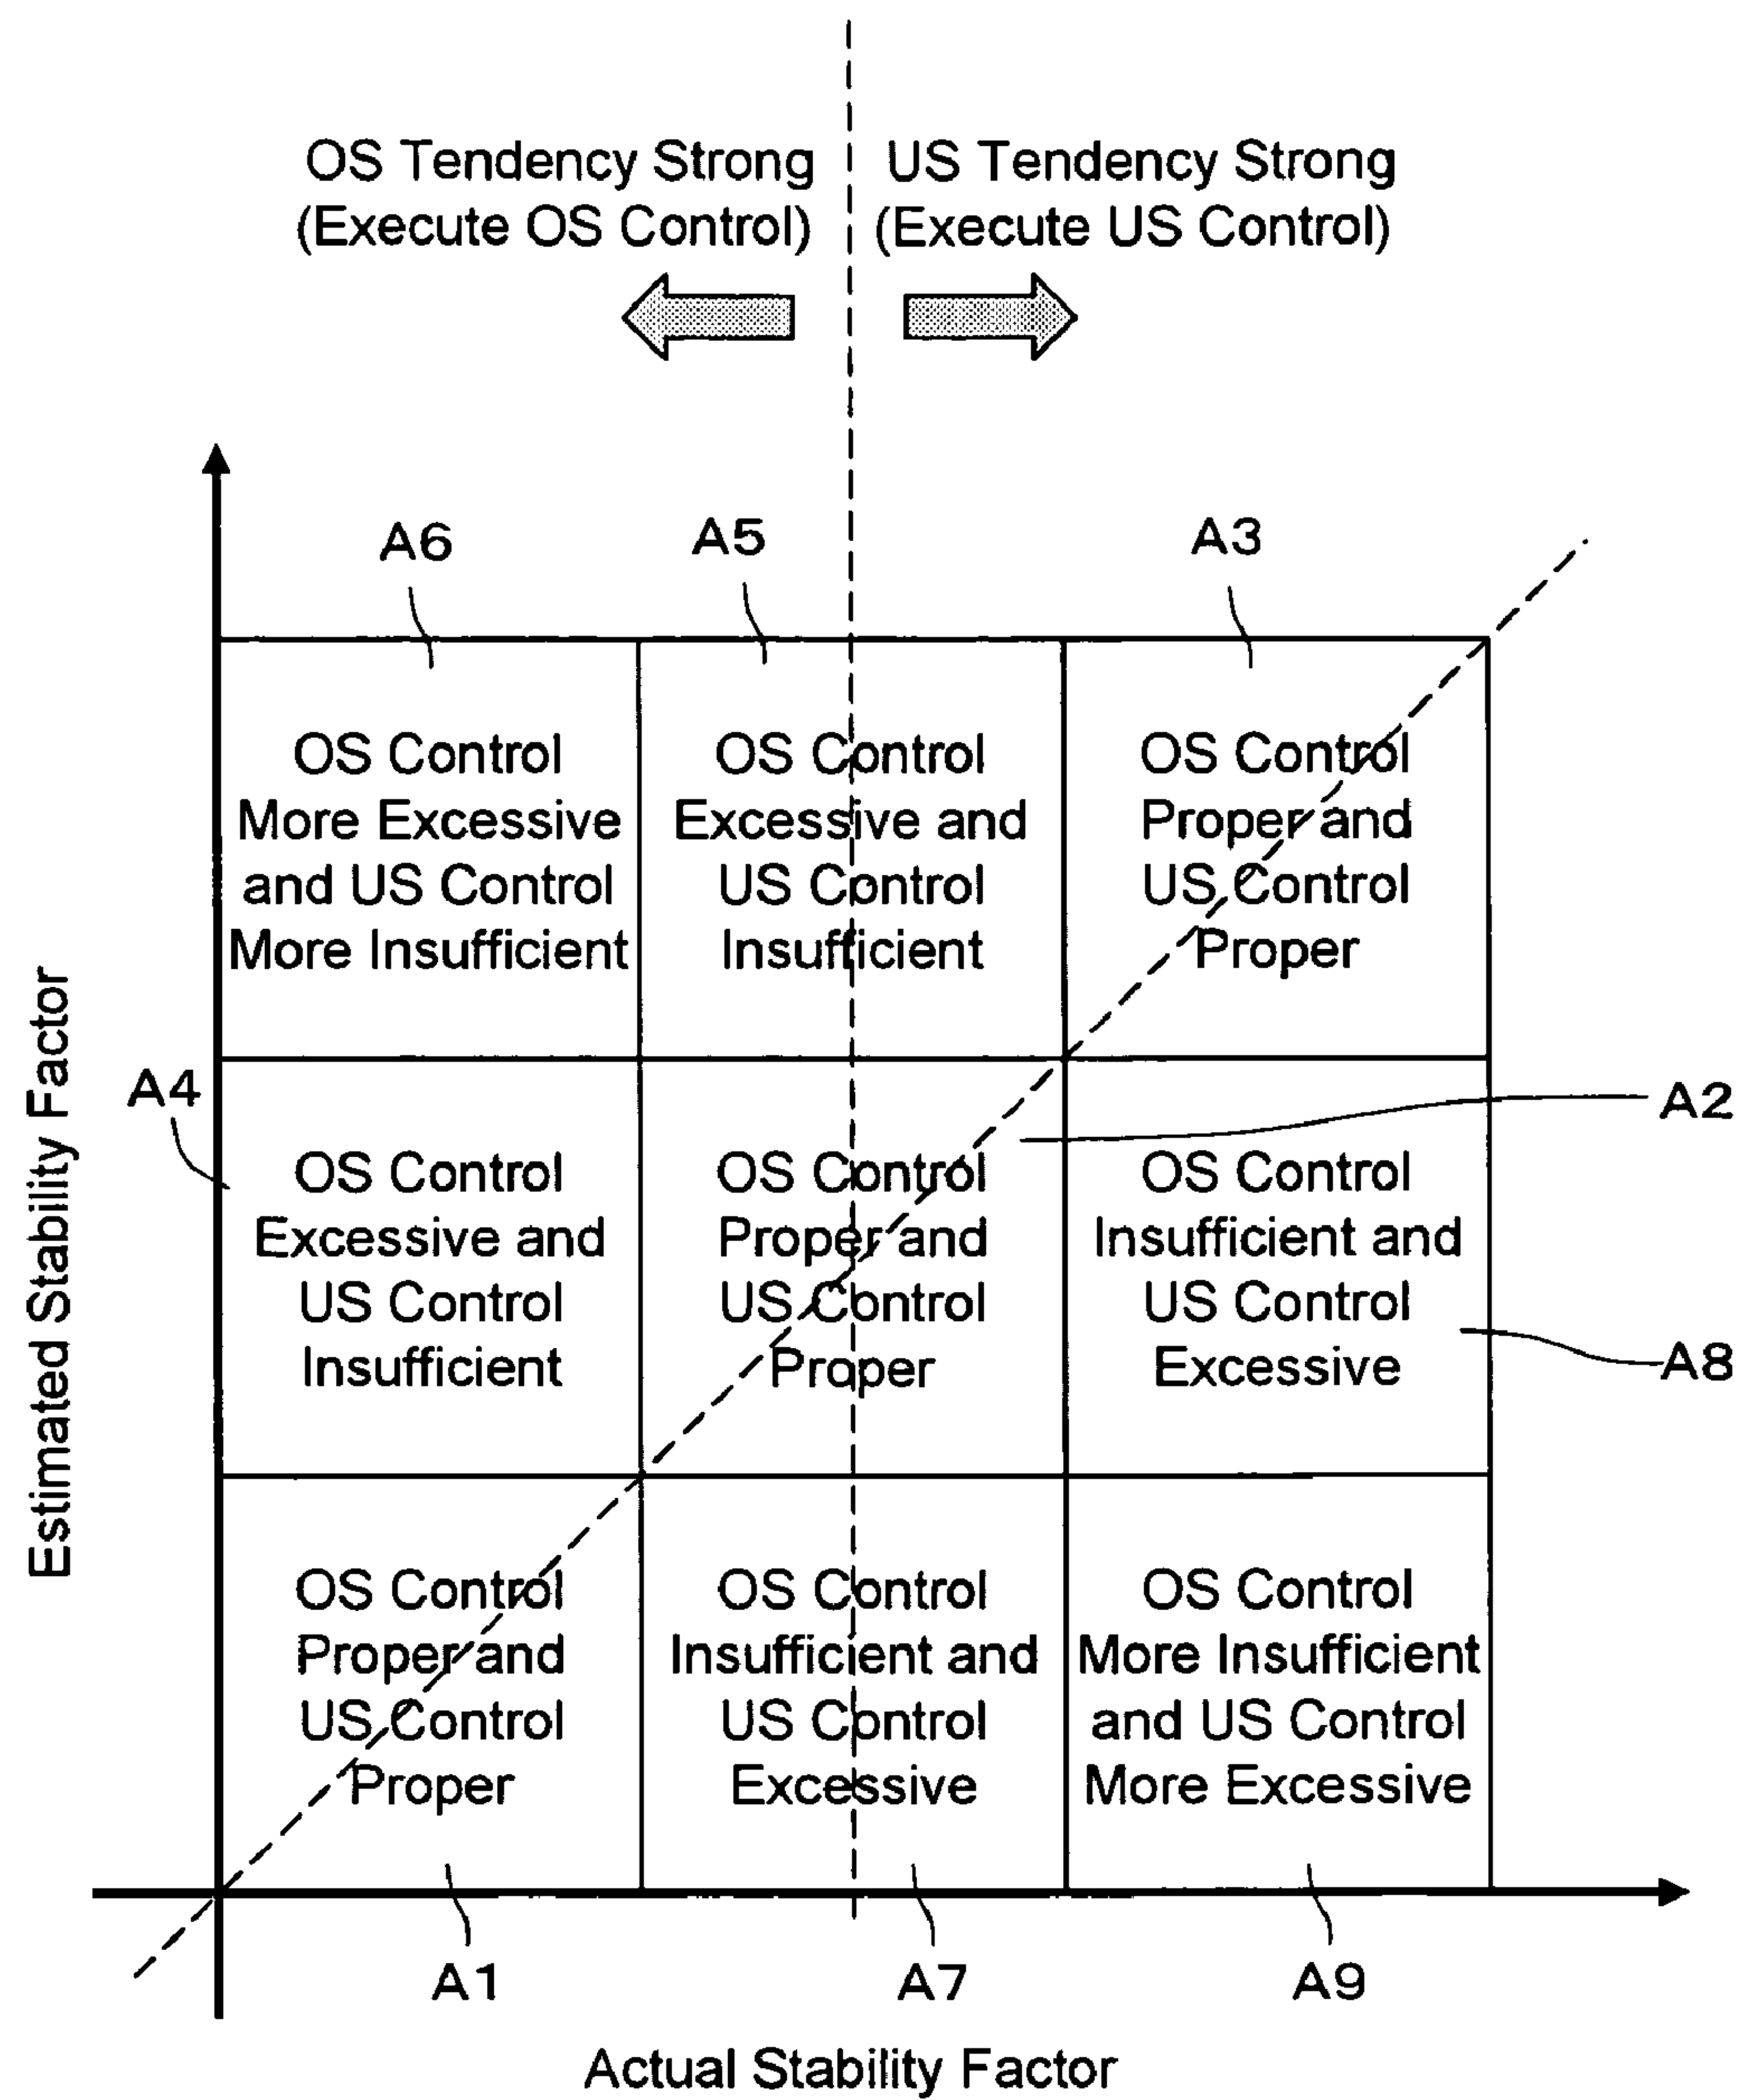 OS Tendency Strong
(Execute OS Control)
US Tendency Strong
(Execute US Control)
A6
A5
A3
OS Control
More Excessive
and US Control
More Insufficient
OS Control
Excessive and
US Control
Insufficient
OS Control
Proper and
US Control
Proper
A4
A2
OS Control
Excessive and
US Control
Insufficient
OS Control
Proper and
US Control
Proper
OS Control
Insufficient and
US Control
Excessive
A8
Estimated Stability Factor
OS Control
Proper and
US Control
Proper
OS Control
Insufficient and
US Control
Excessive
OS Control
More Insufficient
and US Control
More Excessive
A1
A7
A9
Actual Stability Factor